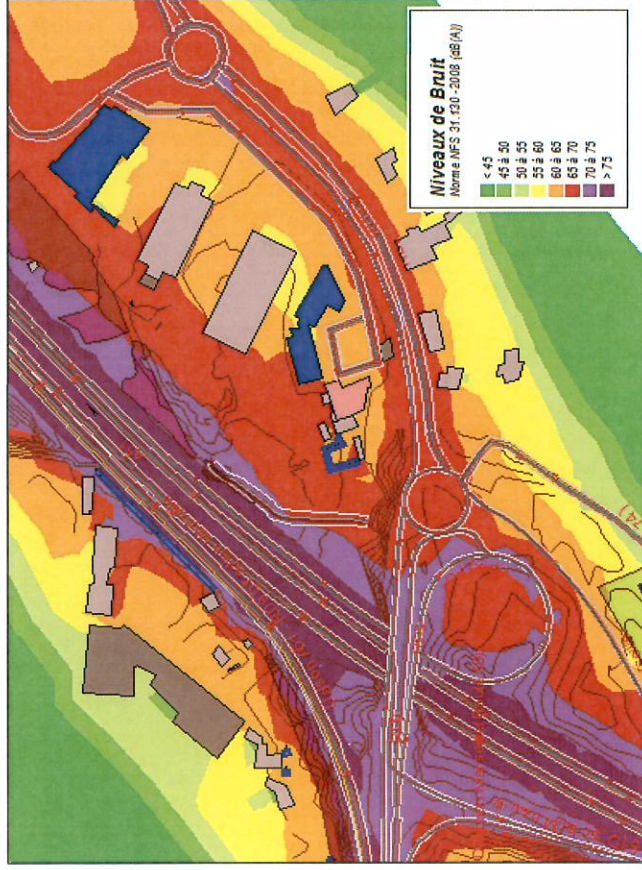 Niveaux de Bruit
Norme NFS 31.130 - 2008 (dB(A))
< 45
45 à 50
50 à 55
55 à 60
60 à 65
65 à 70
70 à 75
> 75